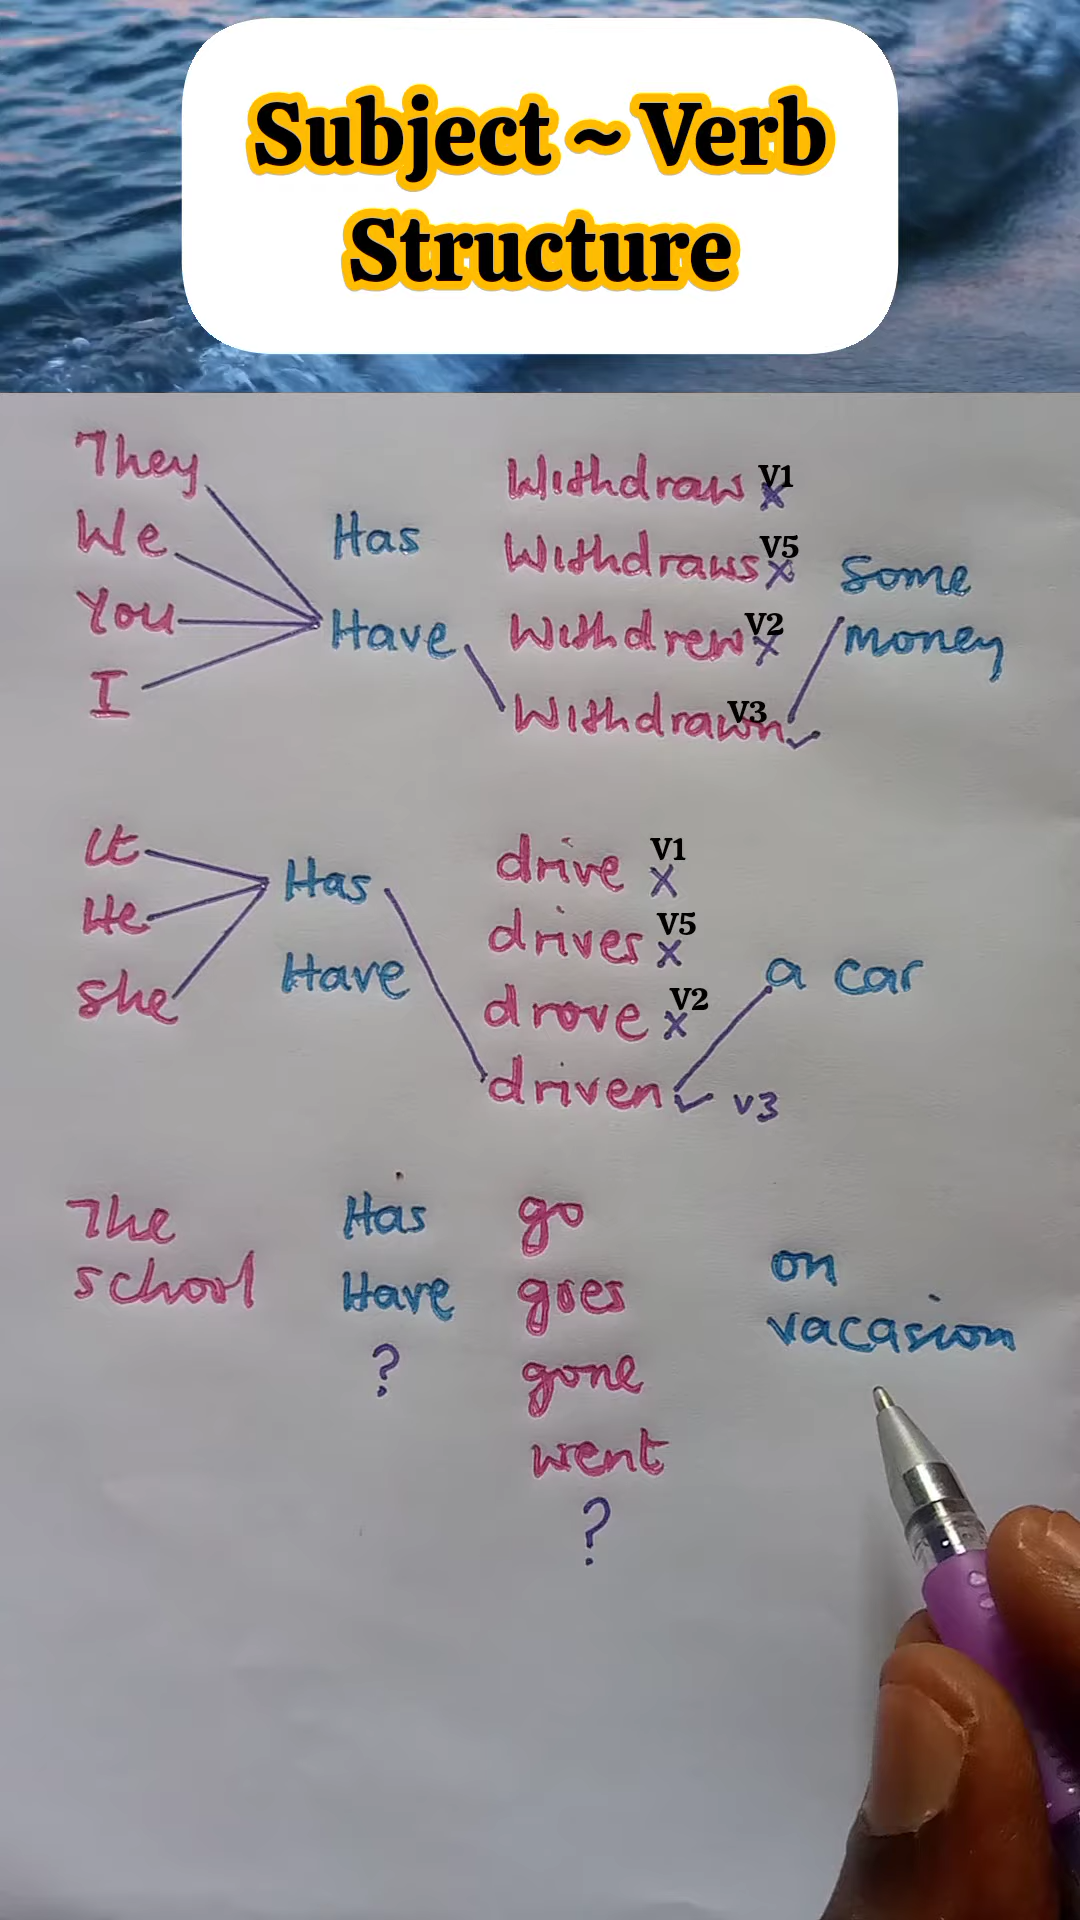 Subject ~ Verb
Structure
They
We
You
I
Has
Have
Withdraw V1 x
Withdraws V5 x
Withdrew V2 x
Withdrawn V3 ✓
Some
money
It
He
She
Has
Have
drive V1 x
drives V5 x
drove V2 x
driven ✓ V3
a car
The
school
Has
Have
?
go
goes
gone
went
?
on
vacasion